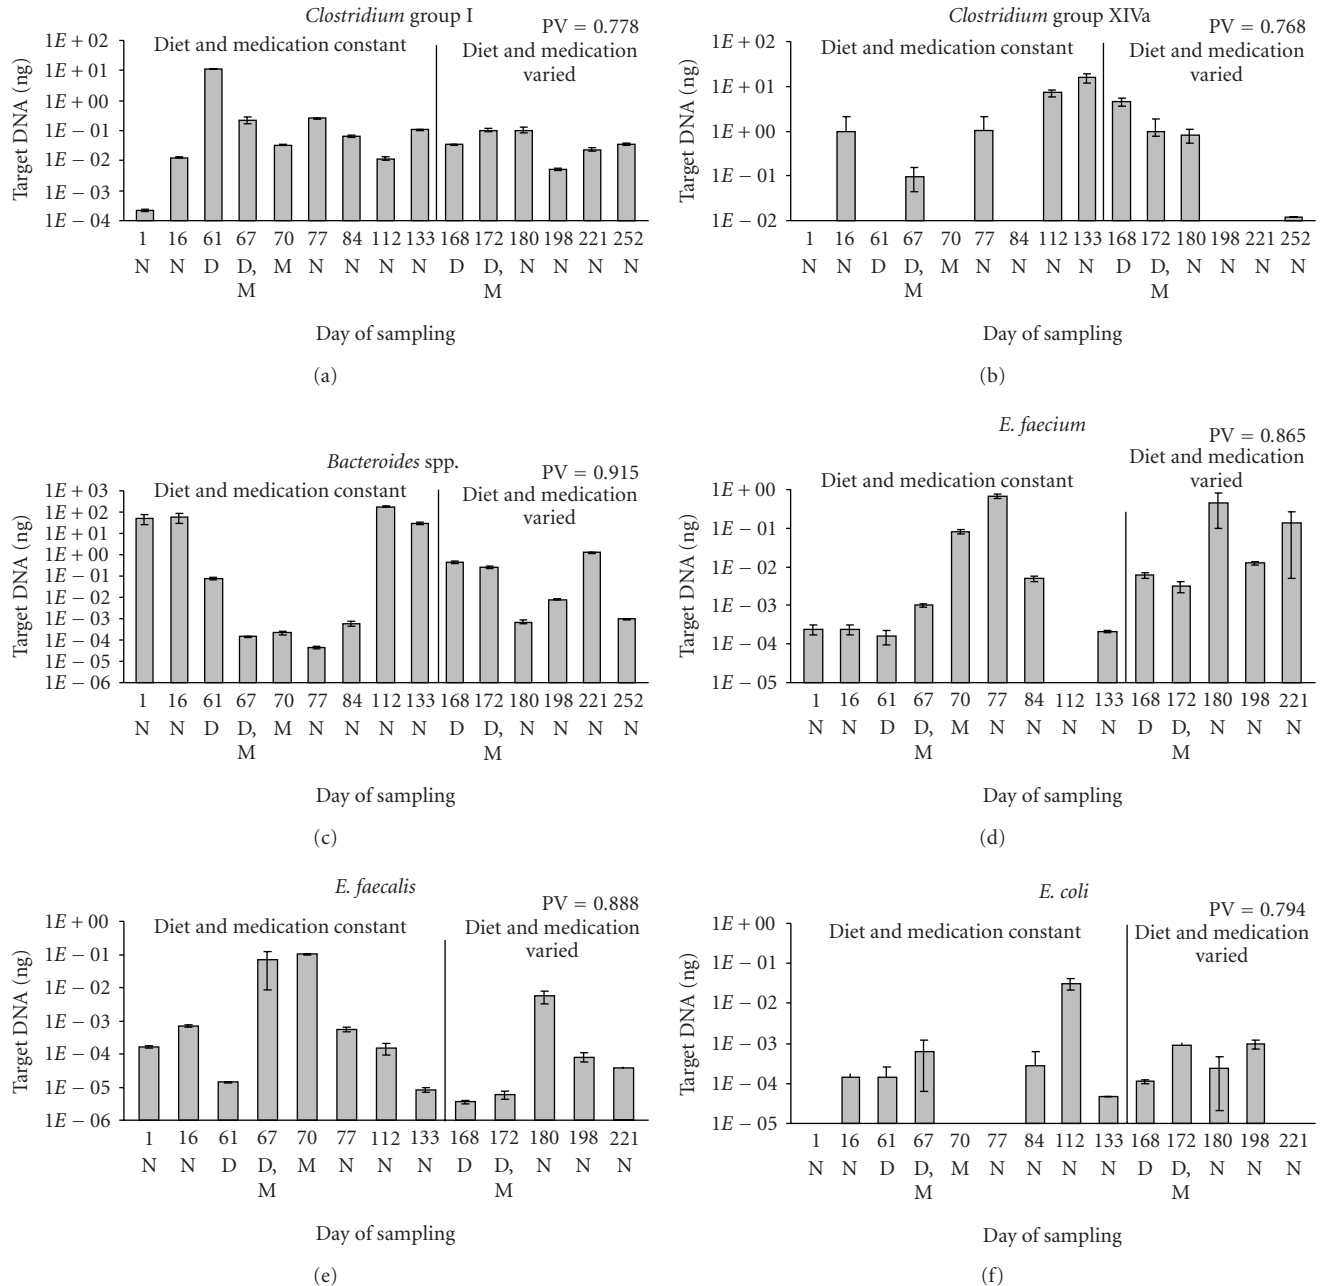 Clostridium group I
PV = 0.778
Diet and medication constant
Diet and medication
varied
Target DNA (ng)
1E + 02
1E + 01
1E + 00
1E − 01
1E − 02
1E − 03
1E − 04
1 16 61 67 70 77 84 112 133 168 172 180 198 221 252
N N D D, M N N N N D D, N N N N
M M
Day of sampling
(a)
Clostridium group XIVa
PV = 0.768
Diet and medication constant
Diet and medication
varied
Target DNA (ng)
1E + 02
1E + 01
1E + 00
1E − 01
1E − 02
1 16 61 67 70 77 84 112 133 168 172 180 198 221 252
N N D D, M N N N N D D, N N N N
M M
Day of sampling
(b)
Bacteroides spp.
PV = 0.915
Diet and medication constant
Diet and medication
varied
Target DNA (ng)
1E + 03
1E + 02
1E + 01
1E + 00
1E − 01
1E − 02
1E − 03
1E − 04
1E − 05
1E − 06
1 16 61 67 70 77 84 112 133 168 172 180 198 221 252
N N D D, M N N N N D D, N N N N
M M
Day of sampling
(c)
E. faecium
PV = 0.865
Diet and medication constant
Diet and medication
varied
Target DNA (ng)
1E + 00
1E − 01
1E − 02
1E − 03
1E − 04
1E − 05
1 16 61 67 70 77 84 112 133 168 172 180 198 221
N N D D, M N N N N D D, N N N
M M
Day of sampling
(d)
E. faecalis
PV = 0.888
Diet and medication constant
Diet and medication
varied
Target DNA (ng)
1E + 00
1E − 01
1E − 02
1E − 03
1E − 04
1E − 05
1E − 06
1 16 61 67 70 77 112 133 168 172 180 198 221
N N D D, M N N N D D, N N N
M M
Day of sampling
(e)
E. coli
PV = 0.794
Diet and medication constant
Diet and medication
varied
Target DNA (ng)
1E + 00
1E − 01
1E − 02
1E − 03
1E − 04
1E − 05
1 16 61 67 70 77 84 112 133 168 172 180 198 221
N N D D, M N N N N D D, N N N
M M
Day of sampling
(f)